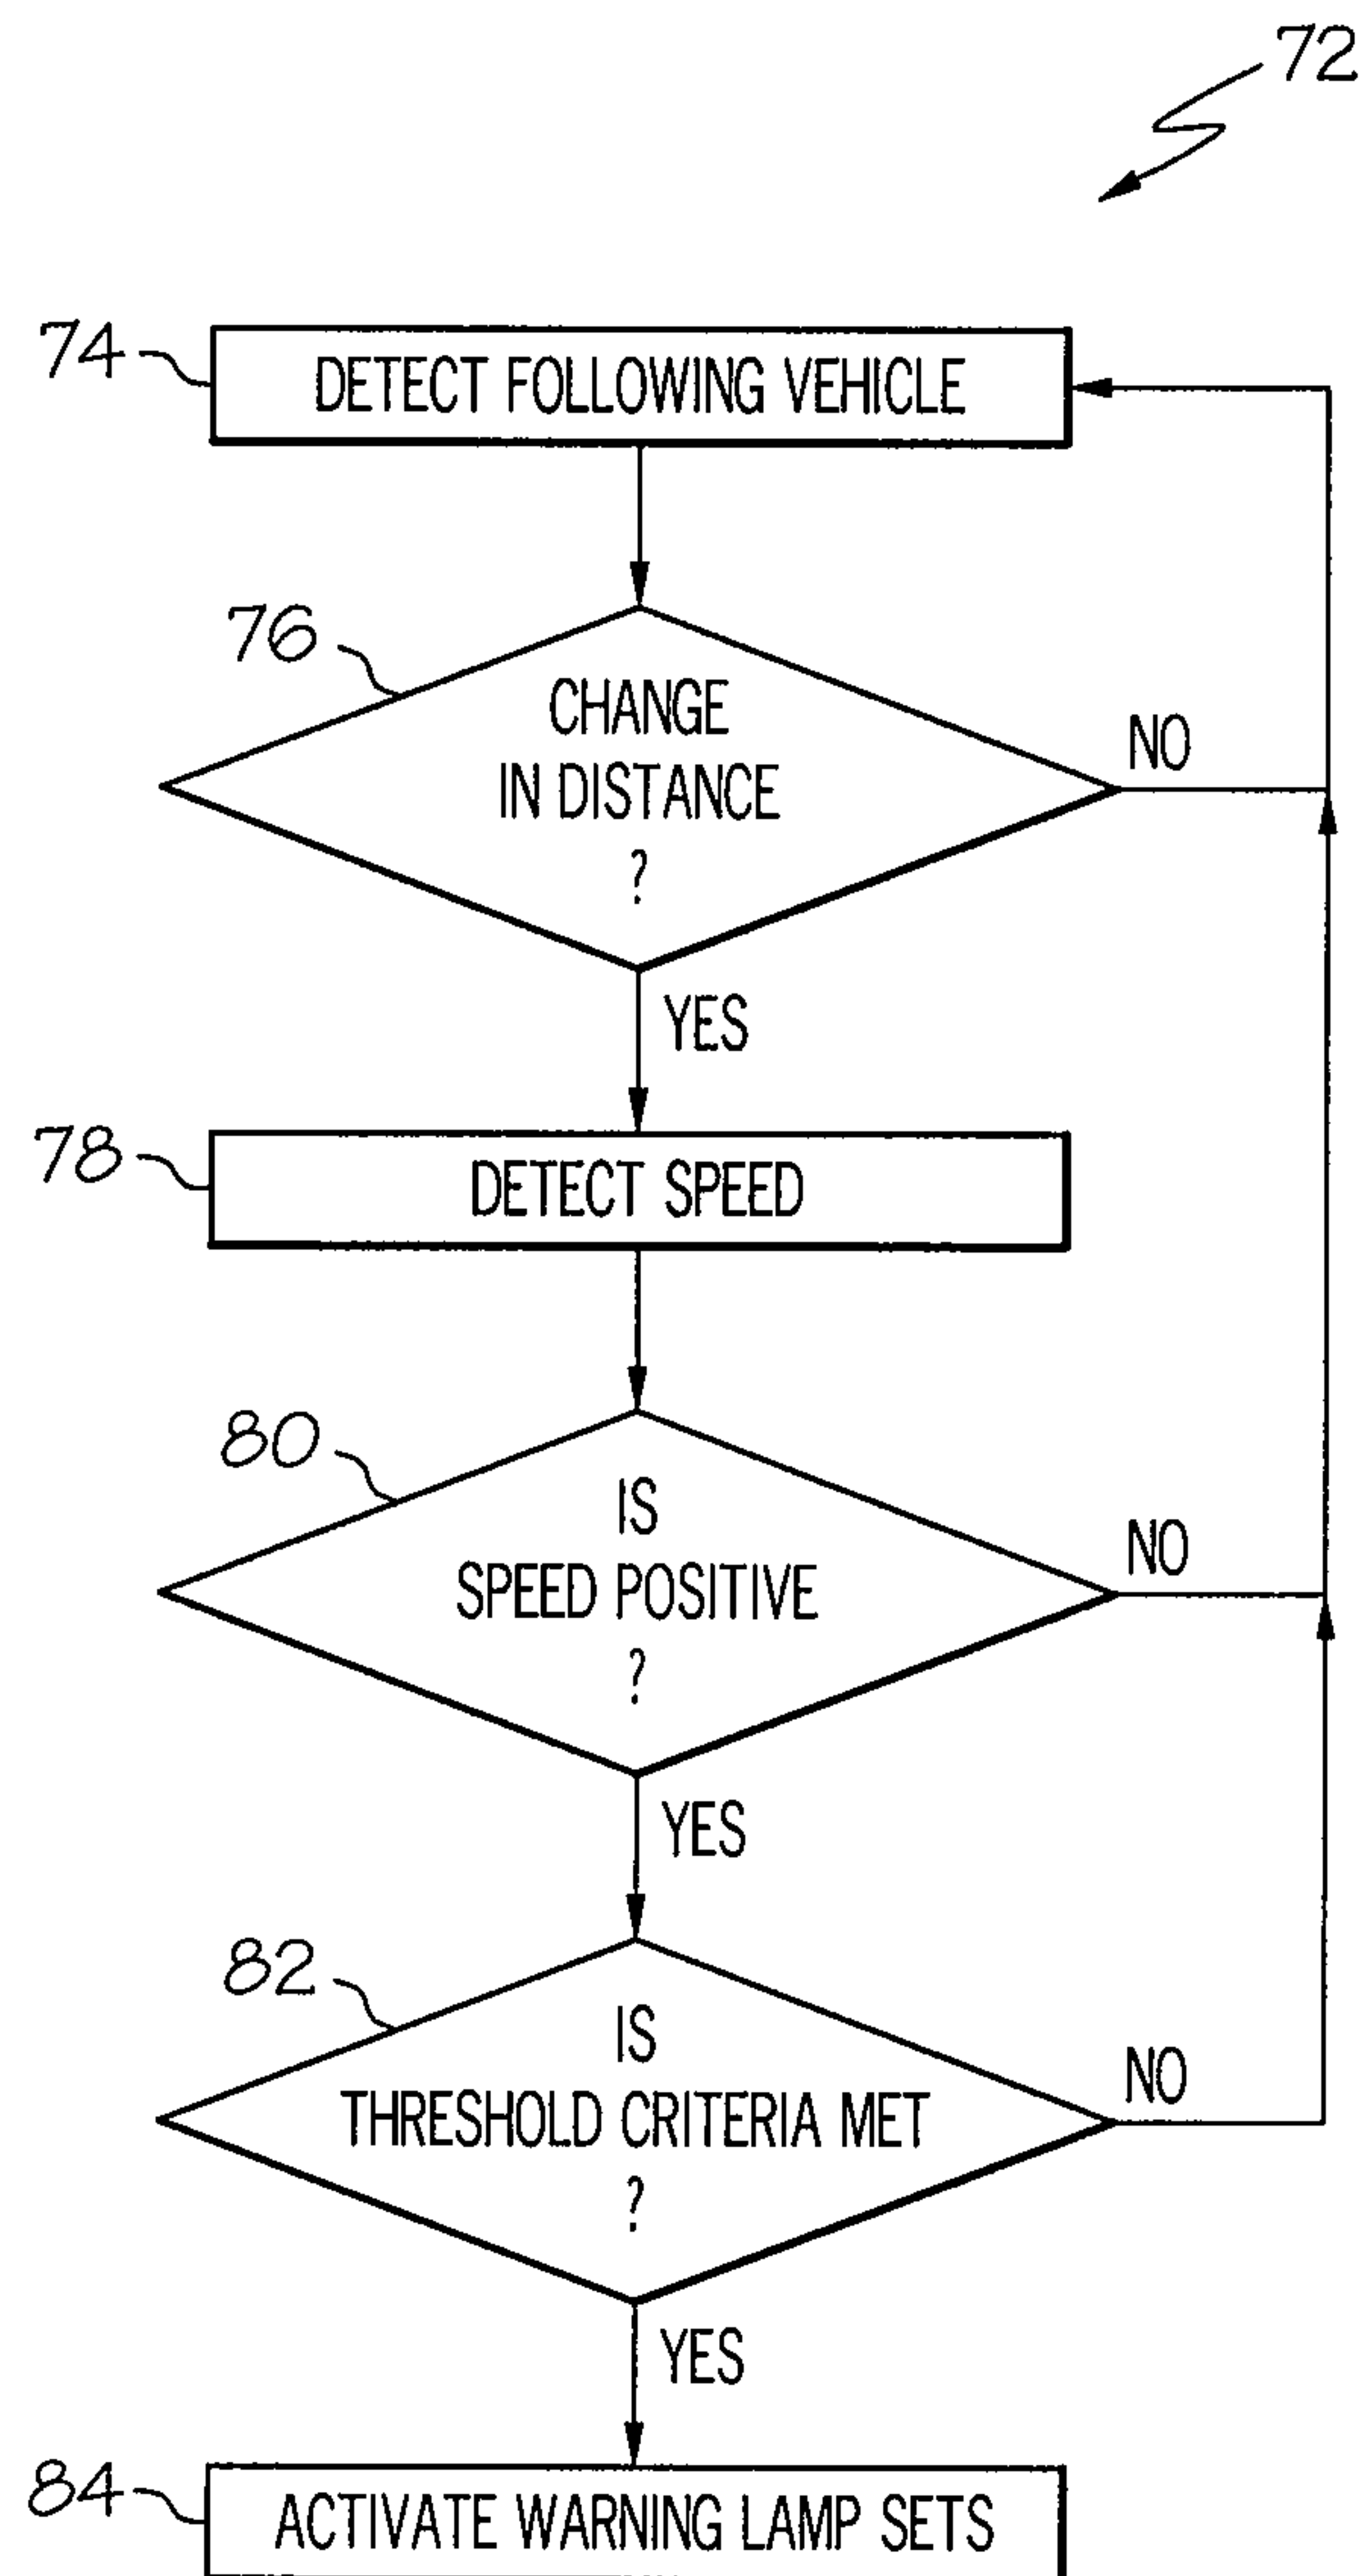 72
74
DETECT FOLLOWING VEHICLE
76
CHANGE
IN DISTANCE
?
NO
YES
78
DETECT SPEED
80
IS
SPEED POSITIVE
?
NO
YES
82
IS
THRESHOLD CRITERIA MET
?
NO
YES
84
ACTIVATE WARNING LAMP SETS